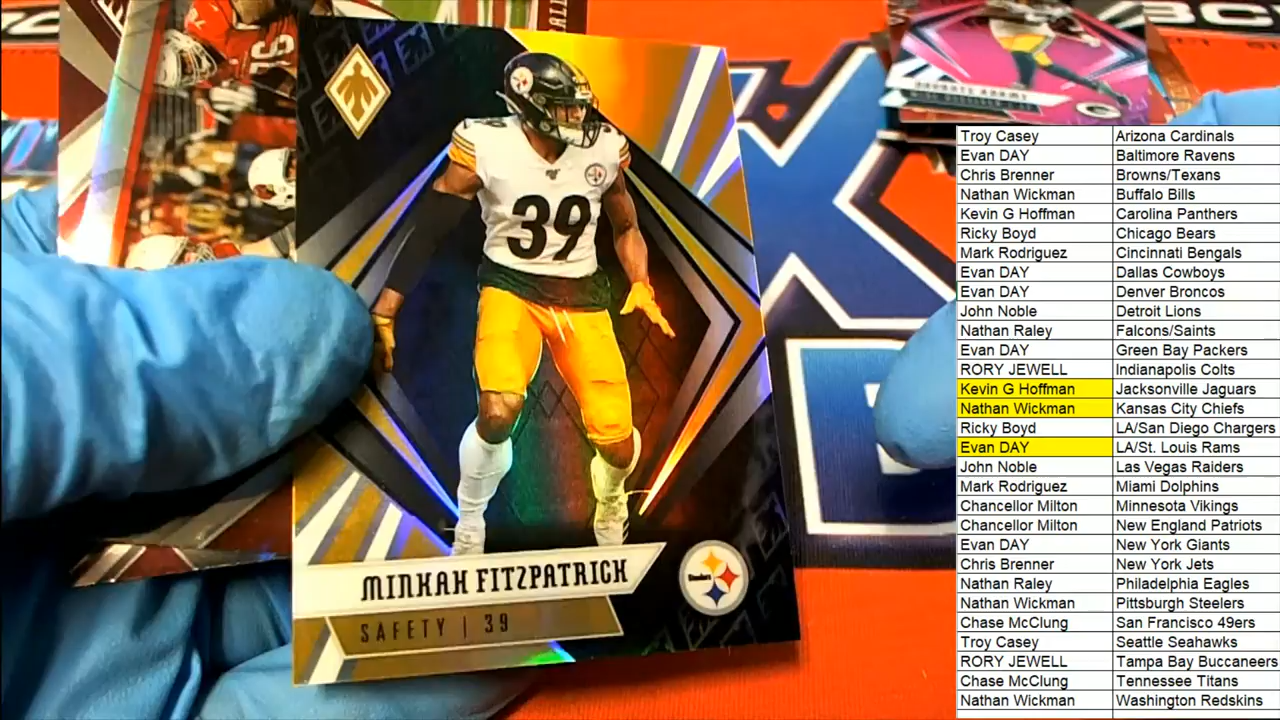 39
MINKAH FITZPATRICK
SAFETY | 39
Steelers
DAVANTE ADAMS
Troy Casey Arizona Cardinals
Evan DAY Baltimore Ravens
Chris Brenner Browns/Texans
Nathan Wickman Buffalo Bills
Kevin G Hoffman Carolina Panthers
Ricky Boyd Chicago Bears
Mark Rodriguez Cincinnati Bengals
Evan DAY Dallas Cowboys
Evan DAY Denver Broncos
John Noble Detroit Lions
Nathan Raley Falcons/Saints
Evan DAY Green Bay Packers
RORY JEWELL Indianapolis Colts
Kevin G Hoffman Jacksonville Jaguars
Nathan Wickman Kansas City Chiefs
Ricky Boyd LA/San Diego Chargers
Evan DAY LA/St. Louis Rams
John Noble Las Vegas Raiders
Mark Rodriguez Miami Dolphins
Chancellor Milton Minnesota Vikings
Chancellor Milton New England Patriots
Evan DAY New York Giants
Chris Brenner New York Jets
Nathan Raley Philadelphia Eagles
Nathan Wickman Pittsburgh Steelers
Chase McClung San Francisco 49ers
Troy Casey Seattle Seahawks
RORY JEWELL Tampa Bay Buccaneers
Chase McClung Tennessee Titans
Nathan Wickman Washington Redskins